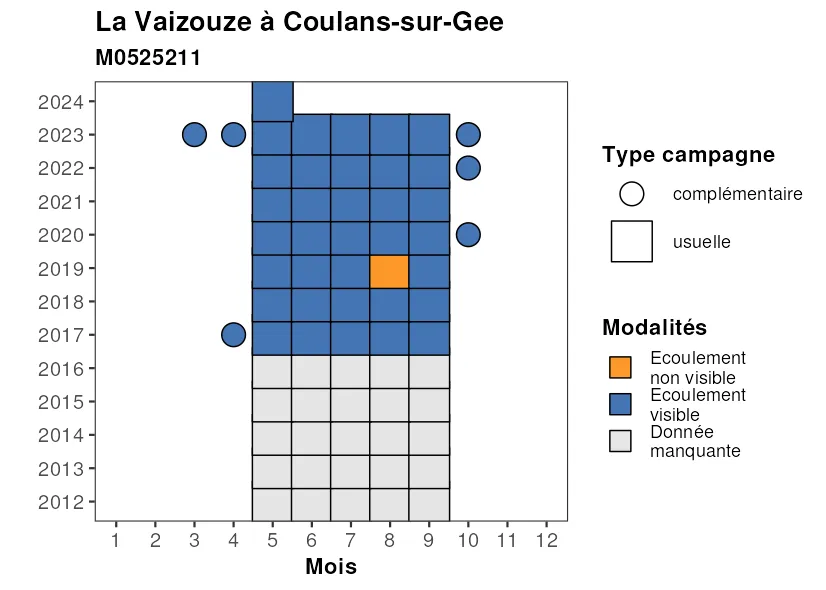 La Vaizouze à Coulans-sur-Gee
M0525211
2024
2023
2022
2021
2020
2019
2018
2017
2016
2015
2014
2013
2012
1 2 3 4 5 6 7 8 9 10 11 12
Mois
Type campagne
complémentaire
usuelle
Modalités
Ecoulement
non visible
Ecoulement
visible
Donnée
manquante